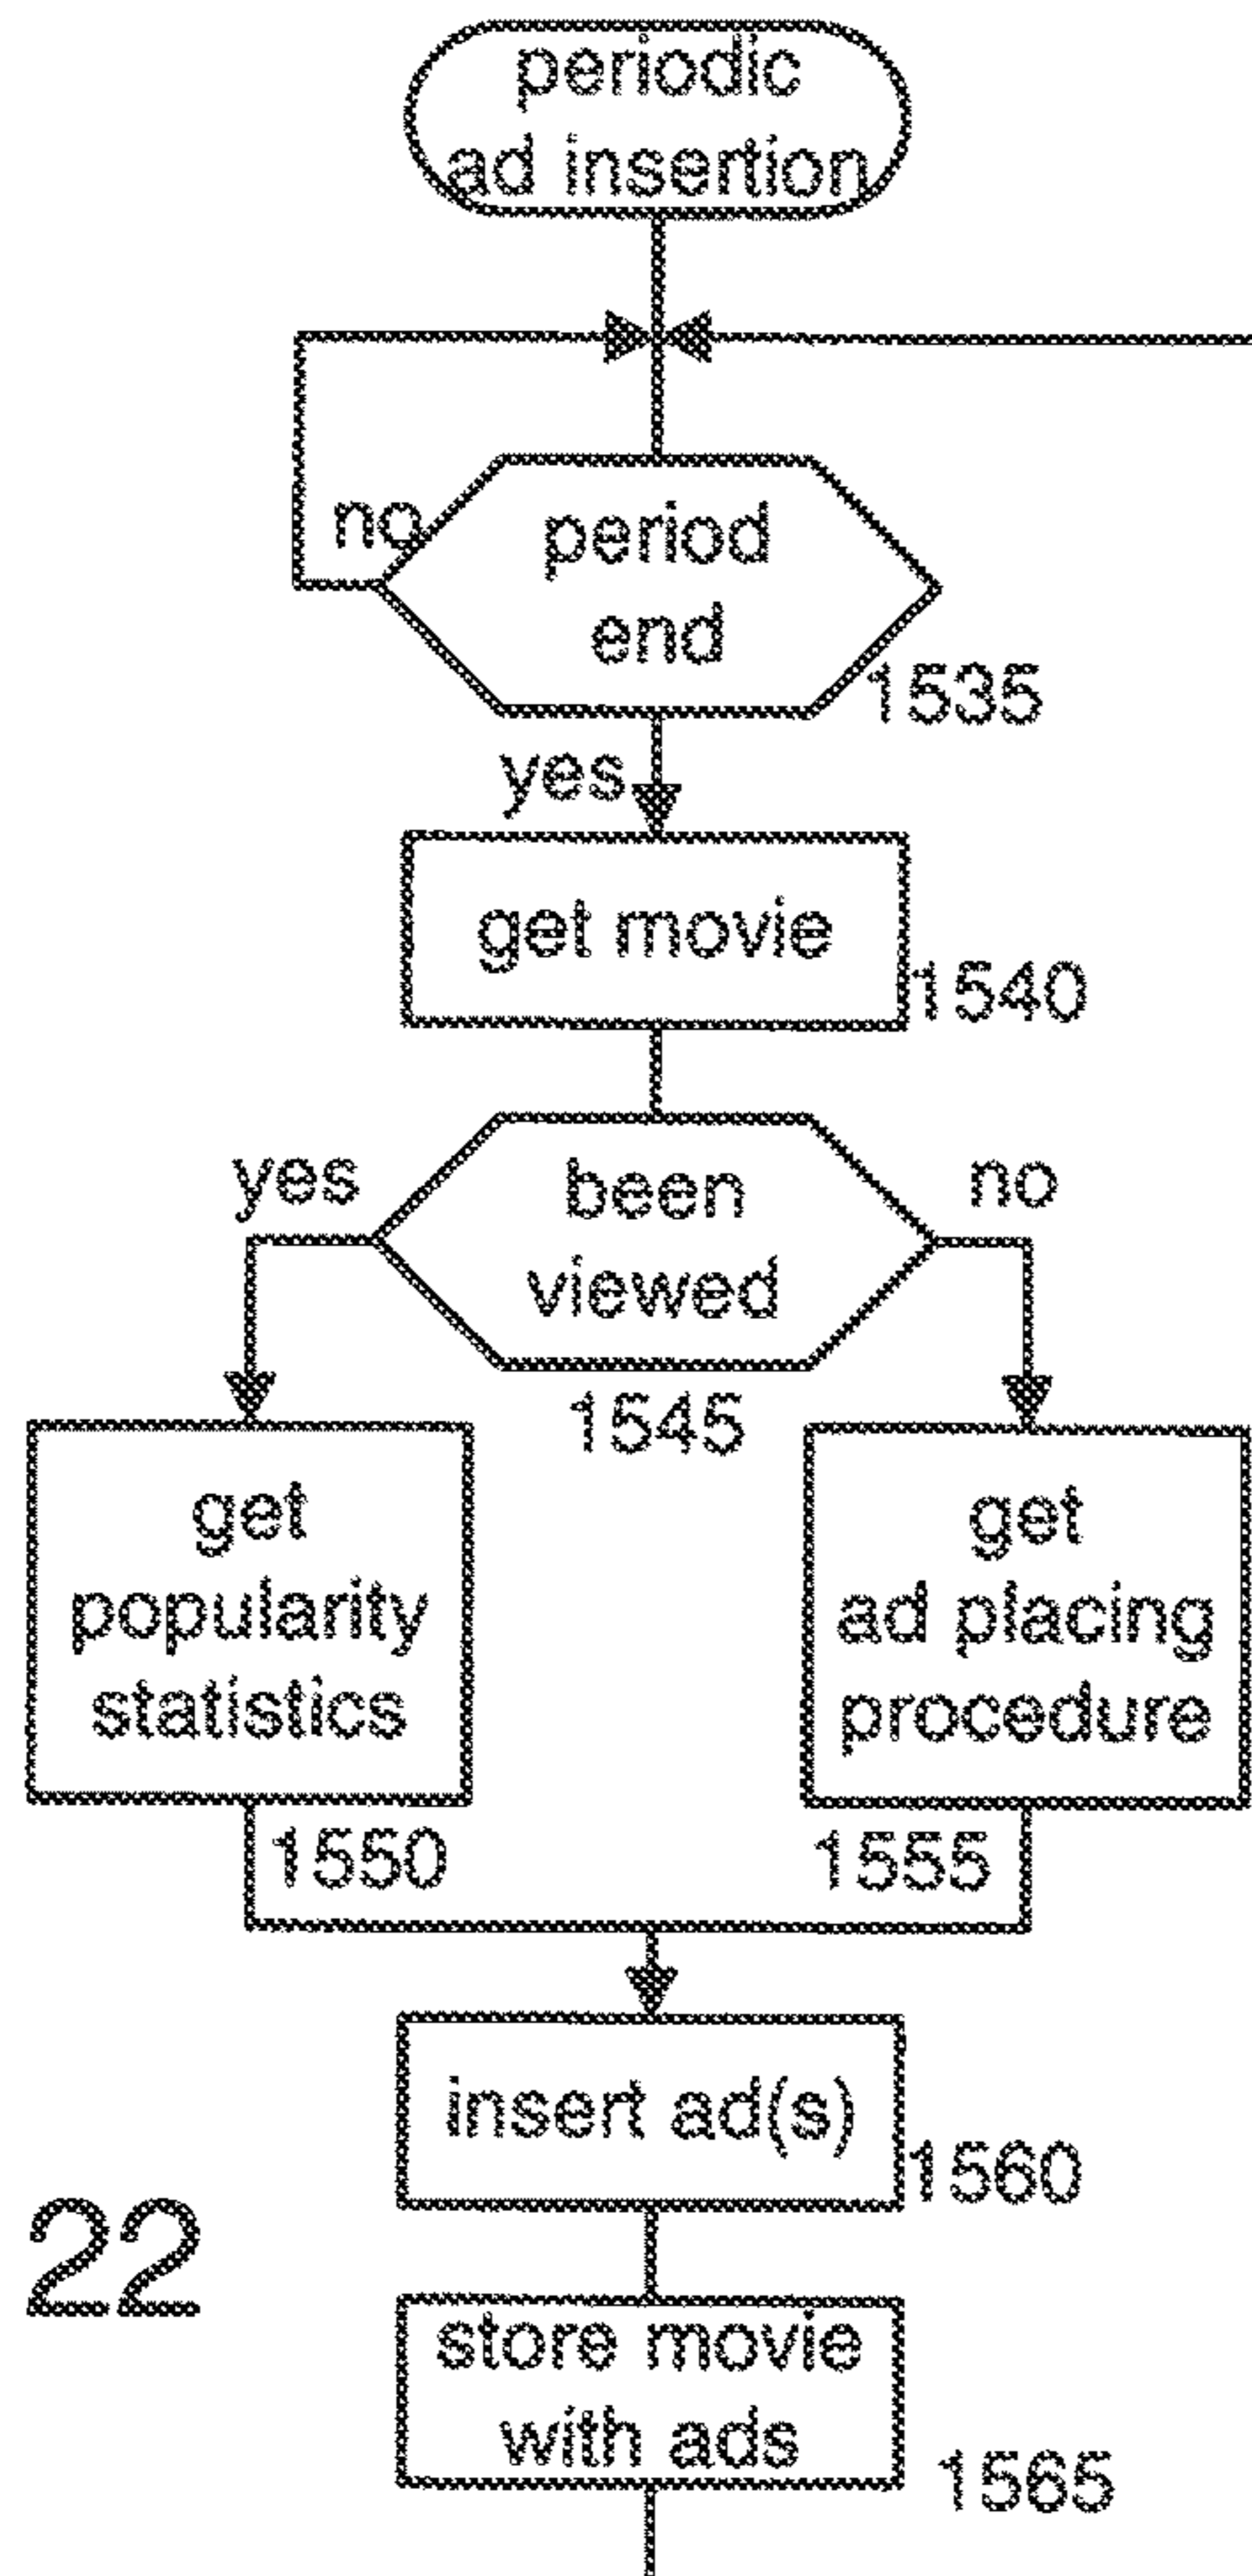 periodic
ad insertion
no
period
end
1535
yes
get movie
1540
yes
been
viewed
no
1545
get
popularity
statistics
1550
get
ad placing
procedure
1555
insert ad(s)
1560
22
store movie
with ads
1565